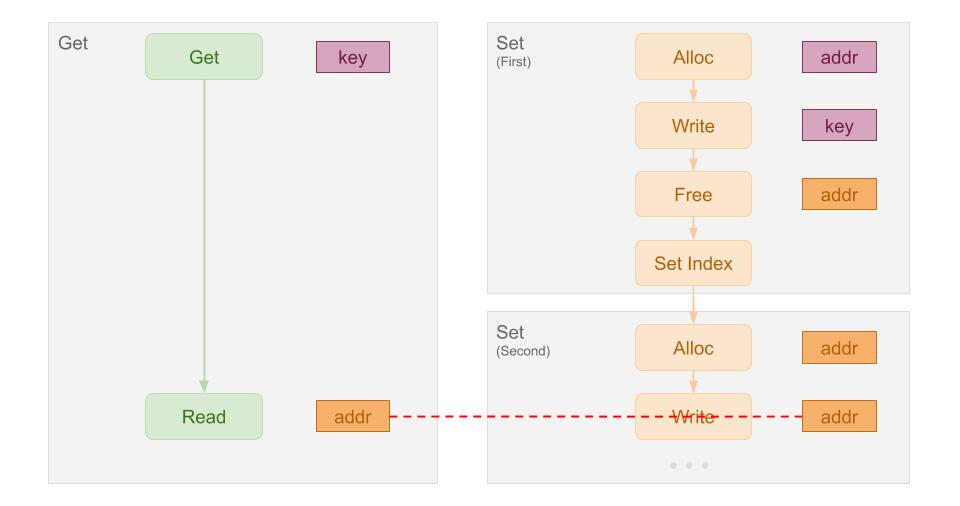 Get
Get
key
Read
addr
Set
(First)
Alloc
addr
Write
key
Free
addr
Set Index
Set
(Second)
Alloc
addr
Write
addr